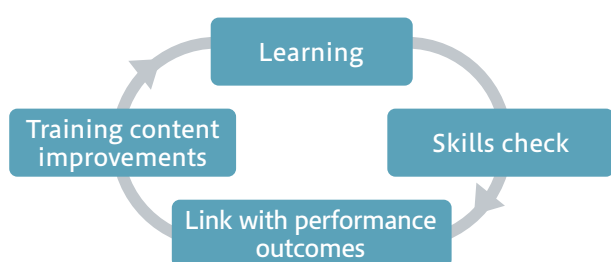 Learning
Skills check
Link with performance
outcomes
Training content
improvements